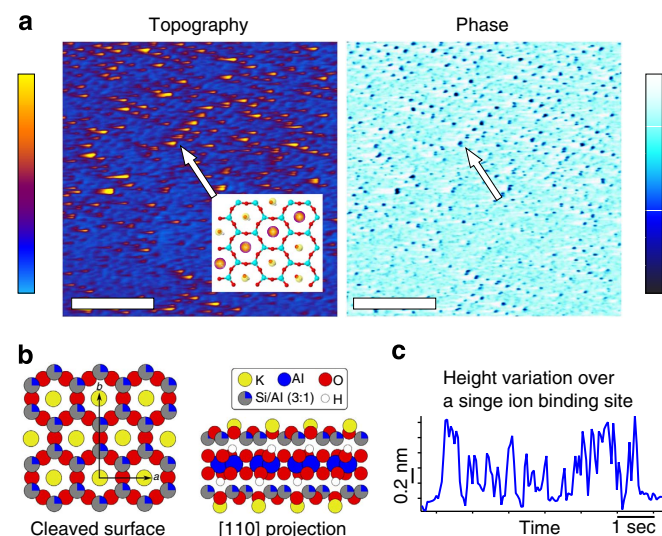 a
Topography
Phase
b
b
a
Cleaved surface
K
Al
O
Si/Al (3:1)
H
[110] projection
c
Height variation over
a singe ion binding site
0.2 nm
Time
1 sec